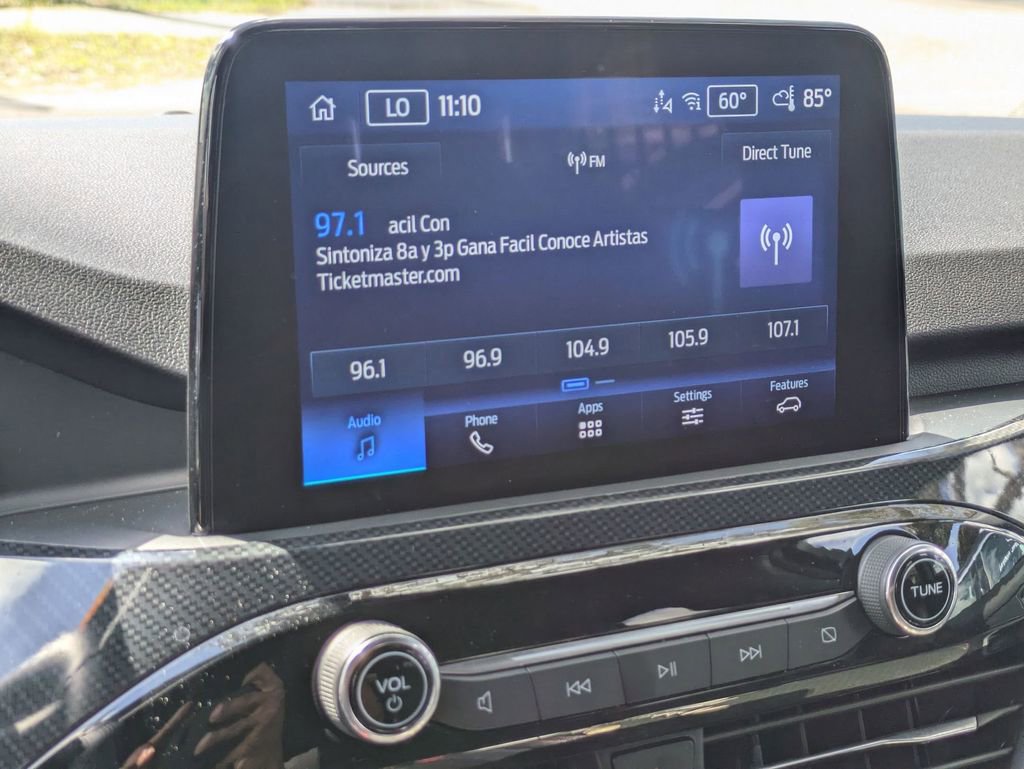 LO 11:10 60° 85°
Sources FM Direct Tune
97.1 acil Con
Sintoniza 8a y 3p Gana Facil Conoce Artistas
Ticketmaster.com
96.1 96.9 104.9 105.9 107.1
Audio Phone Apps Settings Features
VOL
TUNE